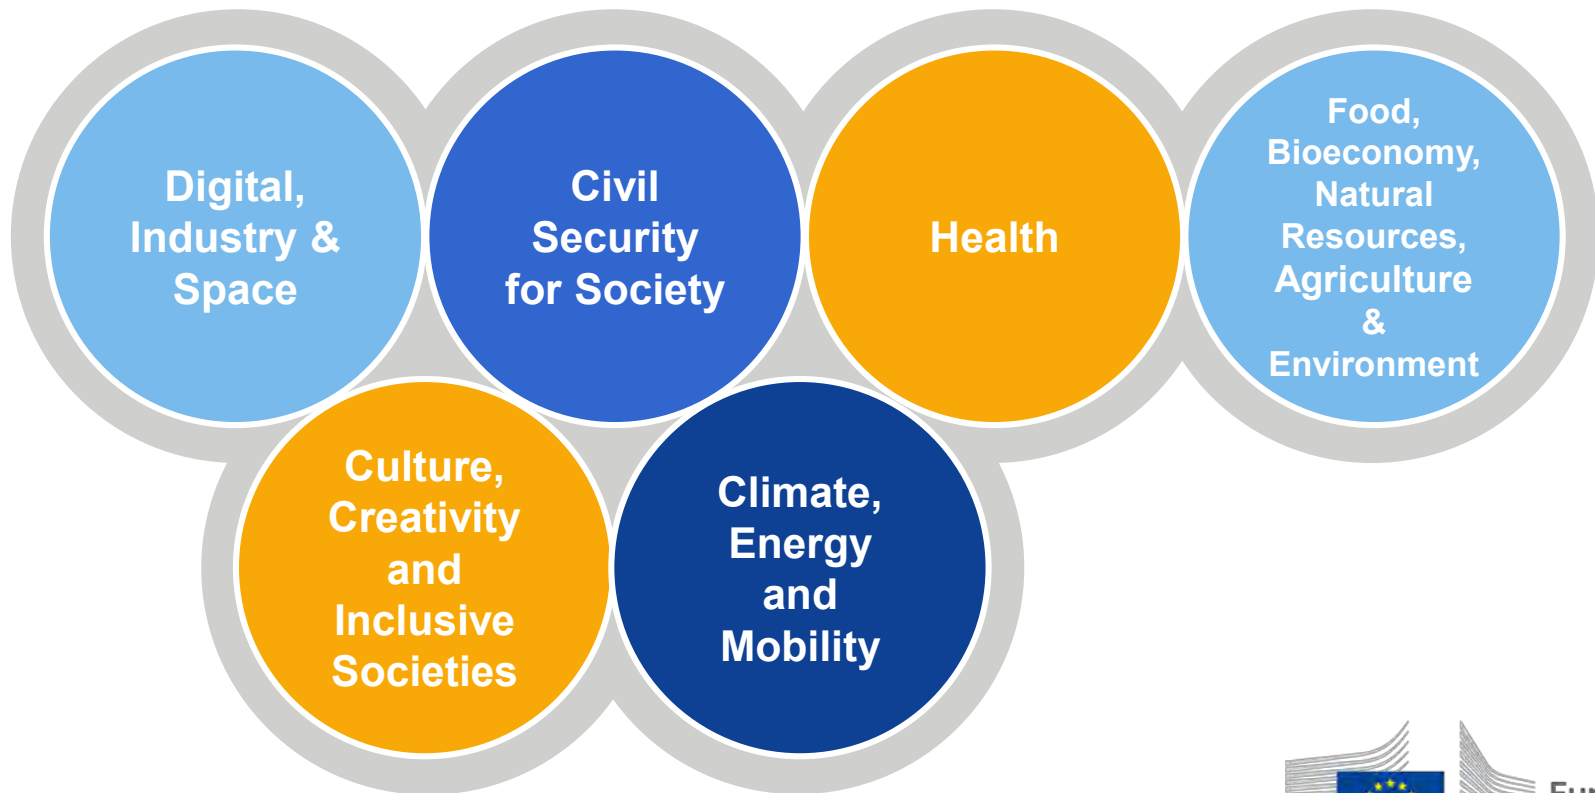 Digital,
Industry &
Space
Civil
Security
for Society
Health
Food,
Bioeconomy,
Natural
Resources,
Agriculture
&
Environment
Culture,
Creativity
and
Inclusive
Societies
Climate,
Energy
and
Mobility